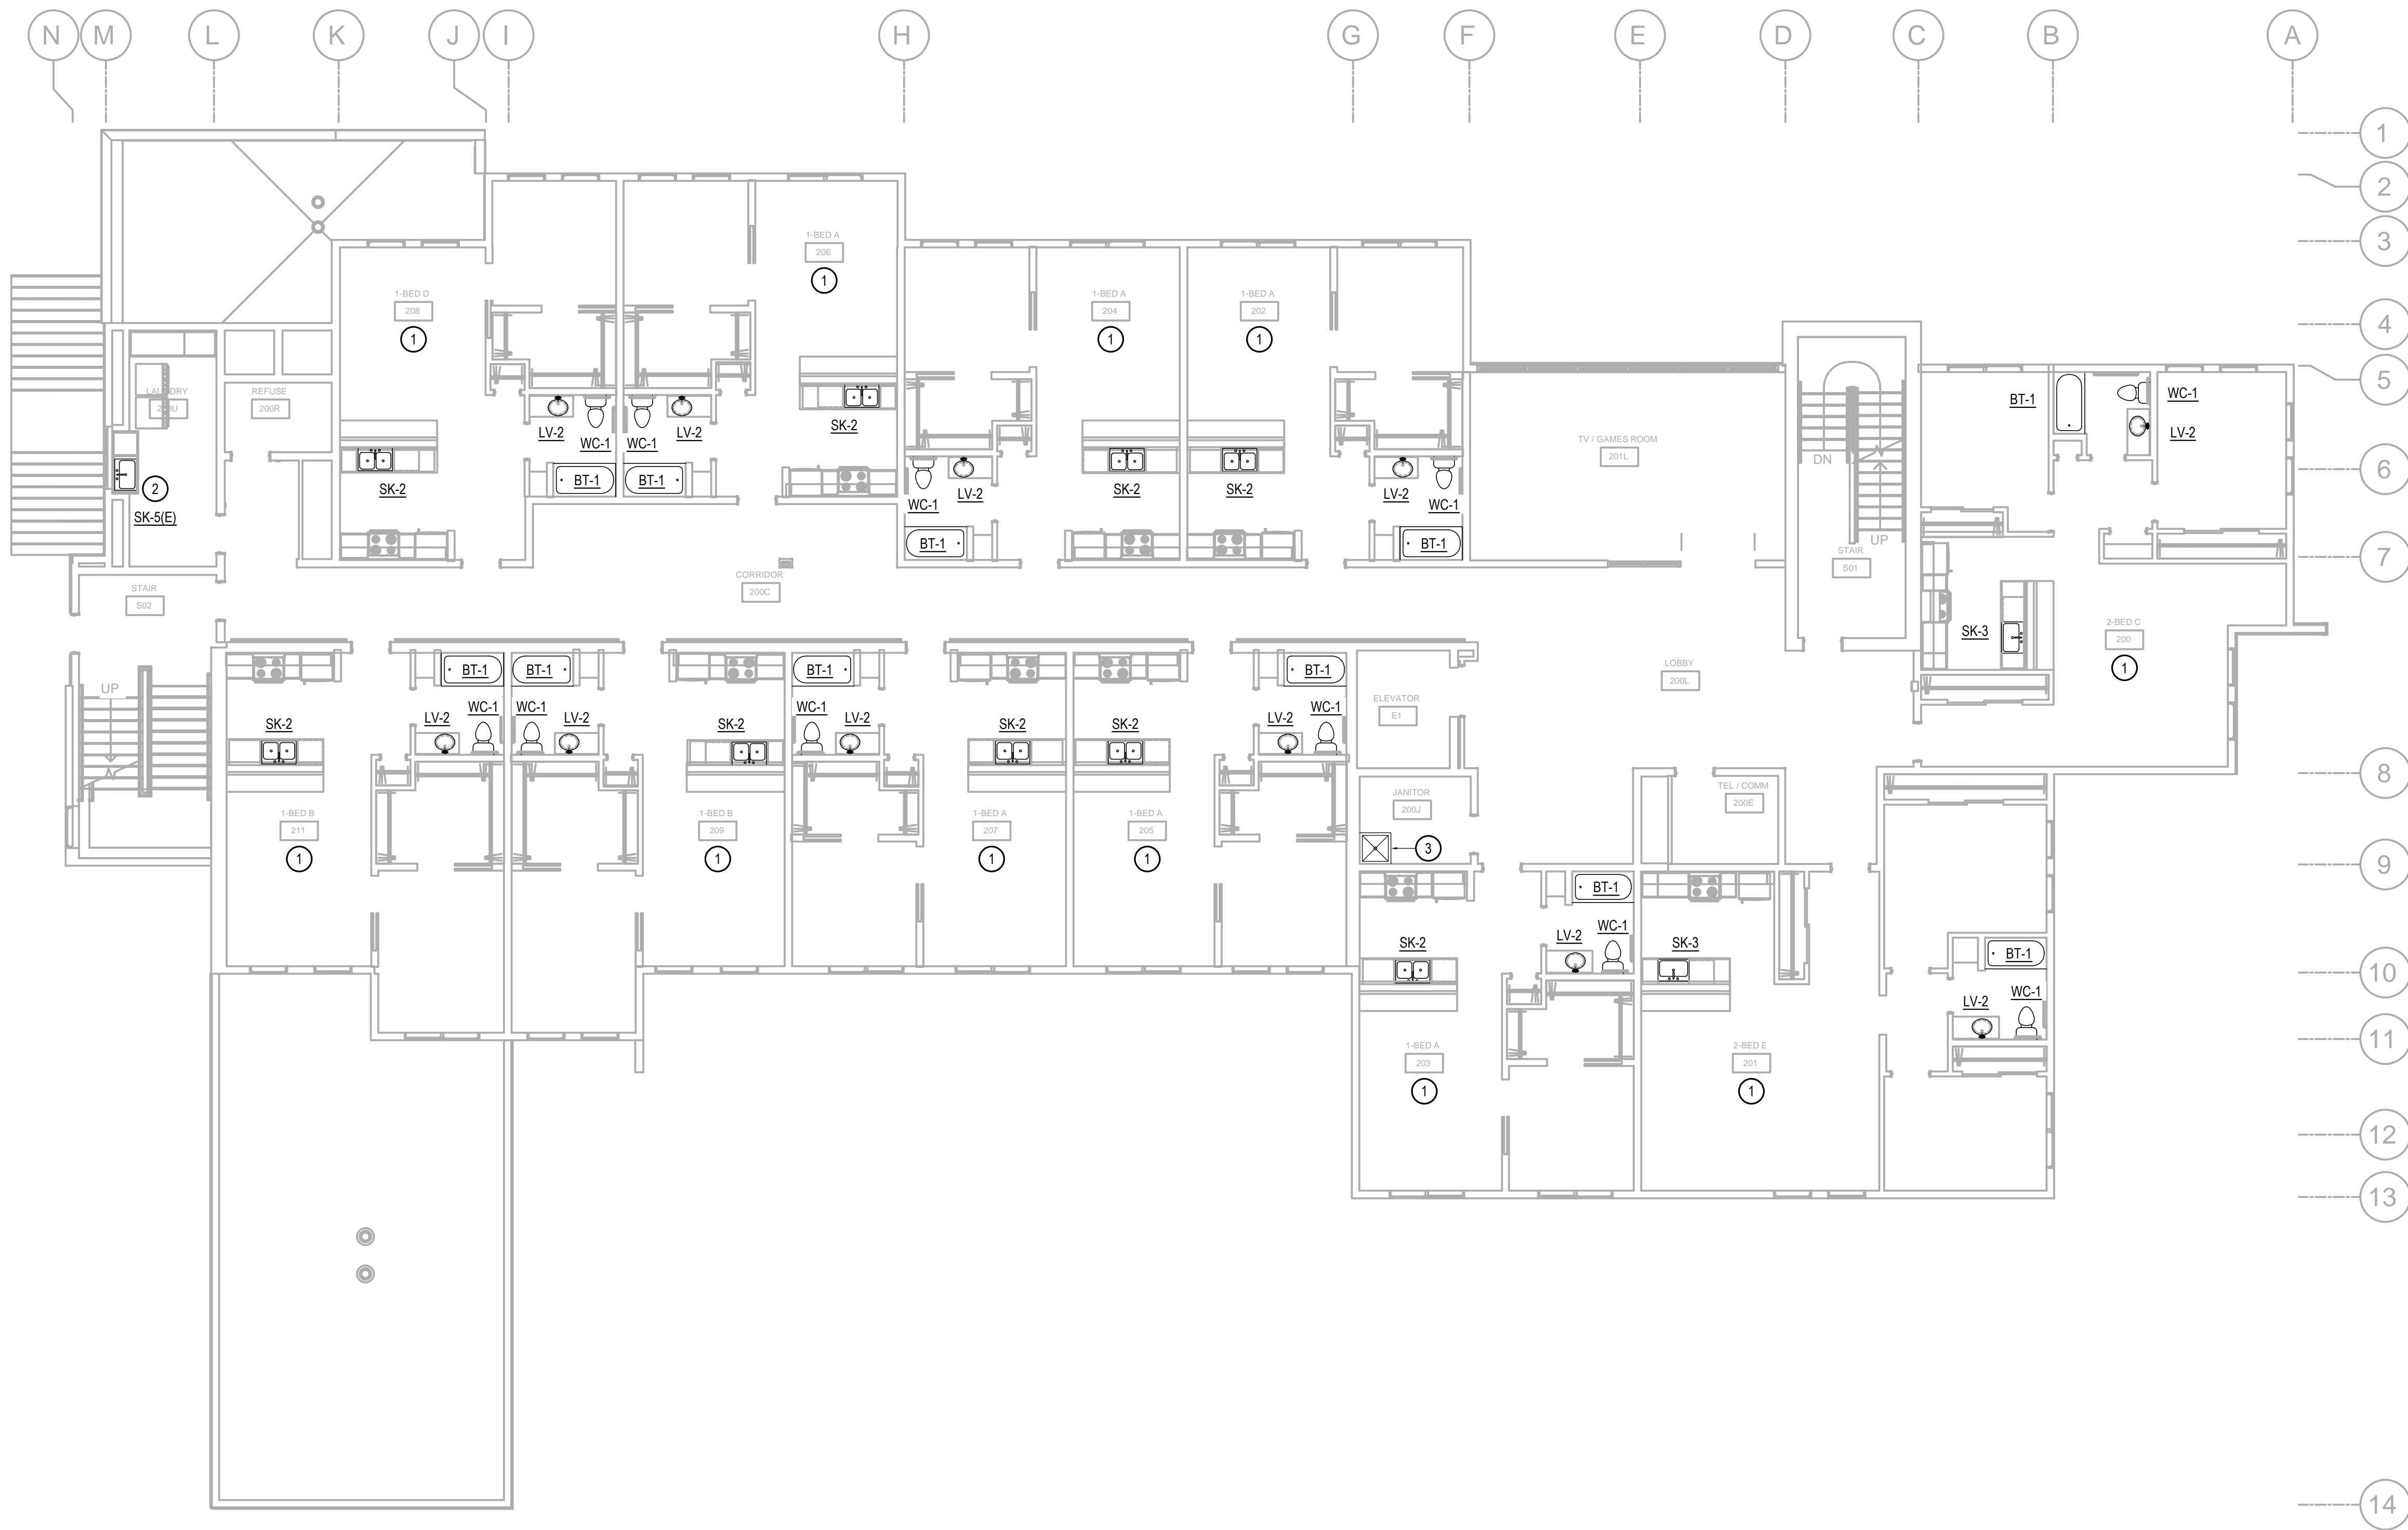 N
M
L
K
J
I
H
G
F
E
D
C
B
A
1
2
3
4
5
6
7
8
9
10
11
12
13
14
1-BED A
206
1
1-BED D
208
1
1-BED A
204
1
1-BED A
202
1
LAUNDRY
200U
REFUSE
200R
BT-1
WC-1
LV-2
SK-2
LV-2
WC-1
WC-1
LV-2
TV / GAMES ROOM
201L
DN
UP
SK-2
BT-1
BT-1
SK-2
SK-2
WC-1
LV-2
LV-2
WC-1
2
SK-5(E)
BT-1
BT-1
STAIR
S01
STAIR
S02
CORRIDOR
200C
SK-3
2-BED C
200
1
LOBBY
200L
UP
BT-1
BT-1
BT-1
BT-1
ELEVATOR
E1
SK-2
LV-2
WC-1
WC-1
LV-2
SK-2
WC-1
LV-2
SK-2
SK-2
LV-2
WC-1
1-BED B
211
1
1-BED B
209
1
1-BED A
207
1
1-BED A
205
1
JANITOR
200J
3
TEL / COMM
200E
BT-1
SK-2
LV-2
WC-1
SK-3
BT-1
LV-2
WC-1
1-BED A
203
1
2-BED E
201
1